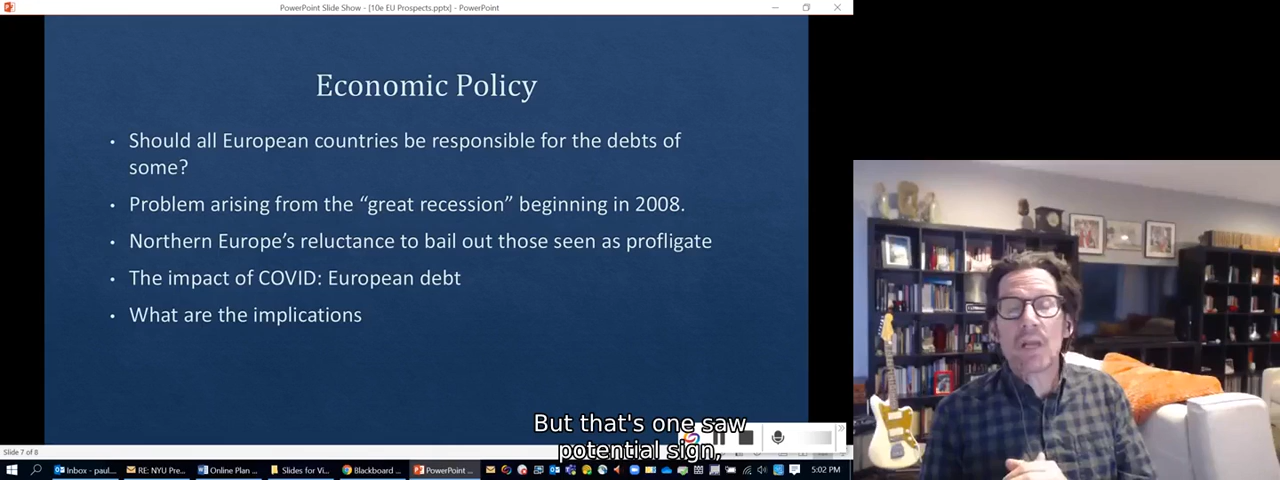 PowerPoint Slide Show - [10e EU Prospects.pptx] - PowerPoint
Economic Policy
• Should all European countries be responsible for the debts of
some?
• Problem arising from the “great recession” beginning in 2008.
• Northern Europe’s reluctance to bail out those seen as profligate
• The impact of COVID: European debt
• What are the implications
But that's one saw
potential sign,
Slide 7 of 8
Inbox - paul...
RE: NYU Pre...
Online Plan ...
Slides for Vi...
Blackboard ...
PowerPoint ...
5:02 PM